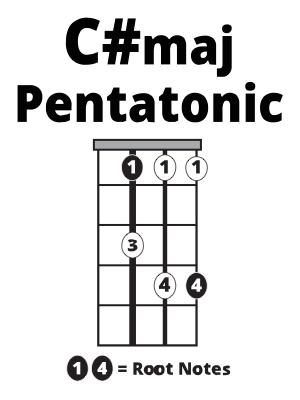 C#maj
Pentatonic
1 1 1
3
4 4
1 4 = Root Notes